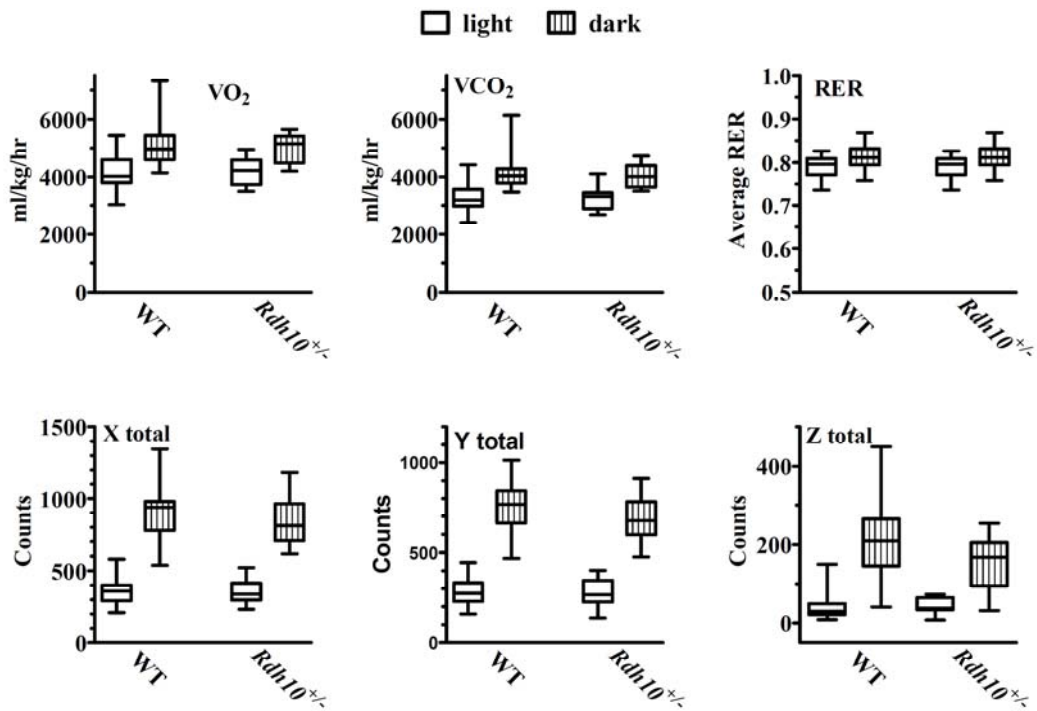 light dark
VO2
ml/kg/hr
6000
4000
2000
0
WT
Rdh10+/-
VCO2
ml/kg/hr
6000
4000
2000
0
WT
Rdh10+/-
RER
Average RER
1.0
0.9
0.8
0.7
0.6
0.5
WT
Rdh10+/-
X total
Counts
1500
1000
500
0
WT
Rdh10+/-
Y total
Counts
1000
500
0
WT
Rdh10+/-
Z total
Counts
400
200
0
WT
Rdh10+/-